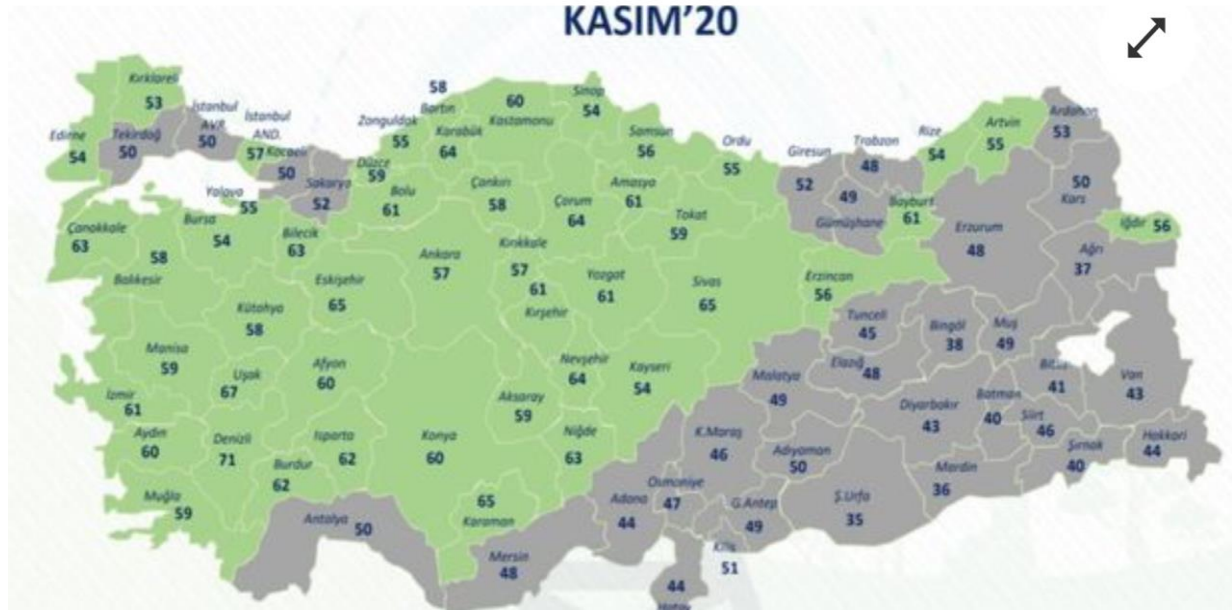 KASIM'20
Kırklareli
53
Edirne
54
Tekirdağ
50
İstanbul
AVR.
50
İstanbul
AND.
57
Kocaeli
50
Sakarya
52
Yalova
55
Zonguldak
55
58
Bartın
Karabük
64
60
Kastamonu
Sinop
54
Samsun
56
Ordu
55
Giresun
52
Trabzon
48
49
Gümüşhane
Rize
54
Artvin
55
Ardahan
53
50
Kars
Iğdır
56
Ağrı
37
Erzurum
48
Bayburt
61
Erzincan
56
Düzce
59
Bolu
61
Çankırı
58
Çorum
64
Amasya
61
Tokat
59
Çanakkale
63
58
Balıkesir
Bursa
54
Bilecik
63
Eskişehir
65
Ankara
57
Kırıkkale
57
61
Kırşehir
Yozgat
61
Sivas
65
Kütahya
58
Manisa
59
Uşak
67
Afyon
60
İzmir
61
Aydın
60
Denizli
71
Isparta
62
Burdur
62
Muğla
59
Antalya
50
Konya
60
Aksaray
59
Nevşehir
64
Kayseri
54
Niğde
63
65
Karaman
Mersin
48
Adana
44
Osmaniye
47
K.Maraş
46
G.Antep
49
Kilis
51
44
Hatay
Malatya
49
Adıyaman
50
Ş.Urfa
35
Tunceli
45
Elazığ
48
Bingöl
38
Muş
49
41
Van
43
Diyarbakır
43
Batman
40
Siirt
46
Mardin
36
Şırnak
40
Hakkari
44